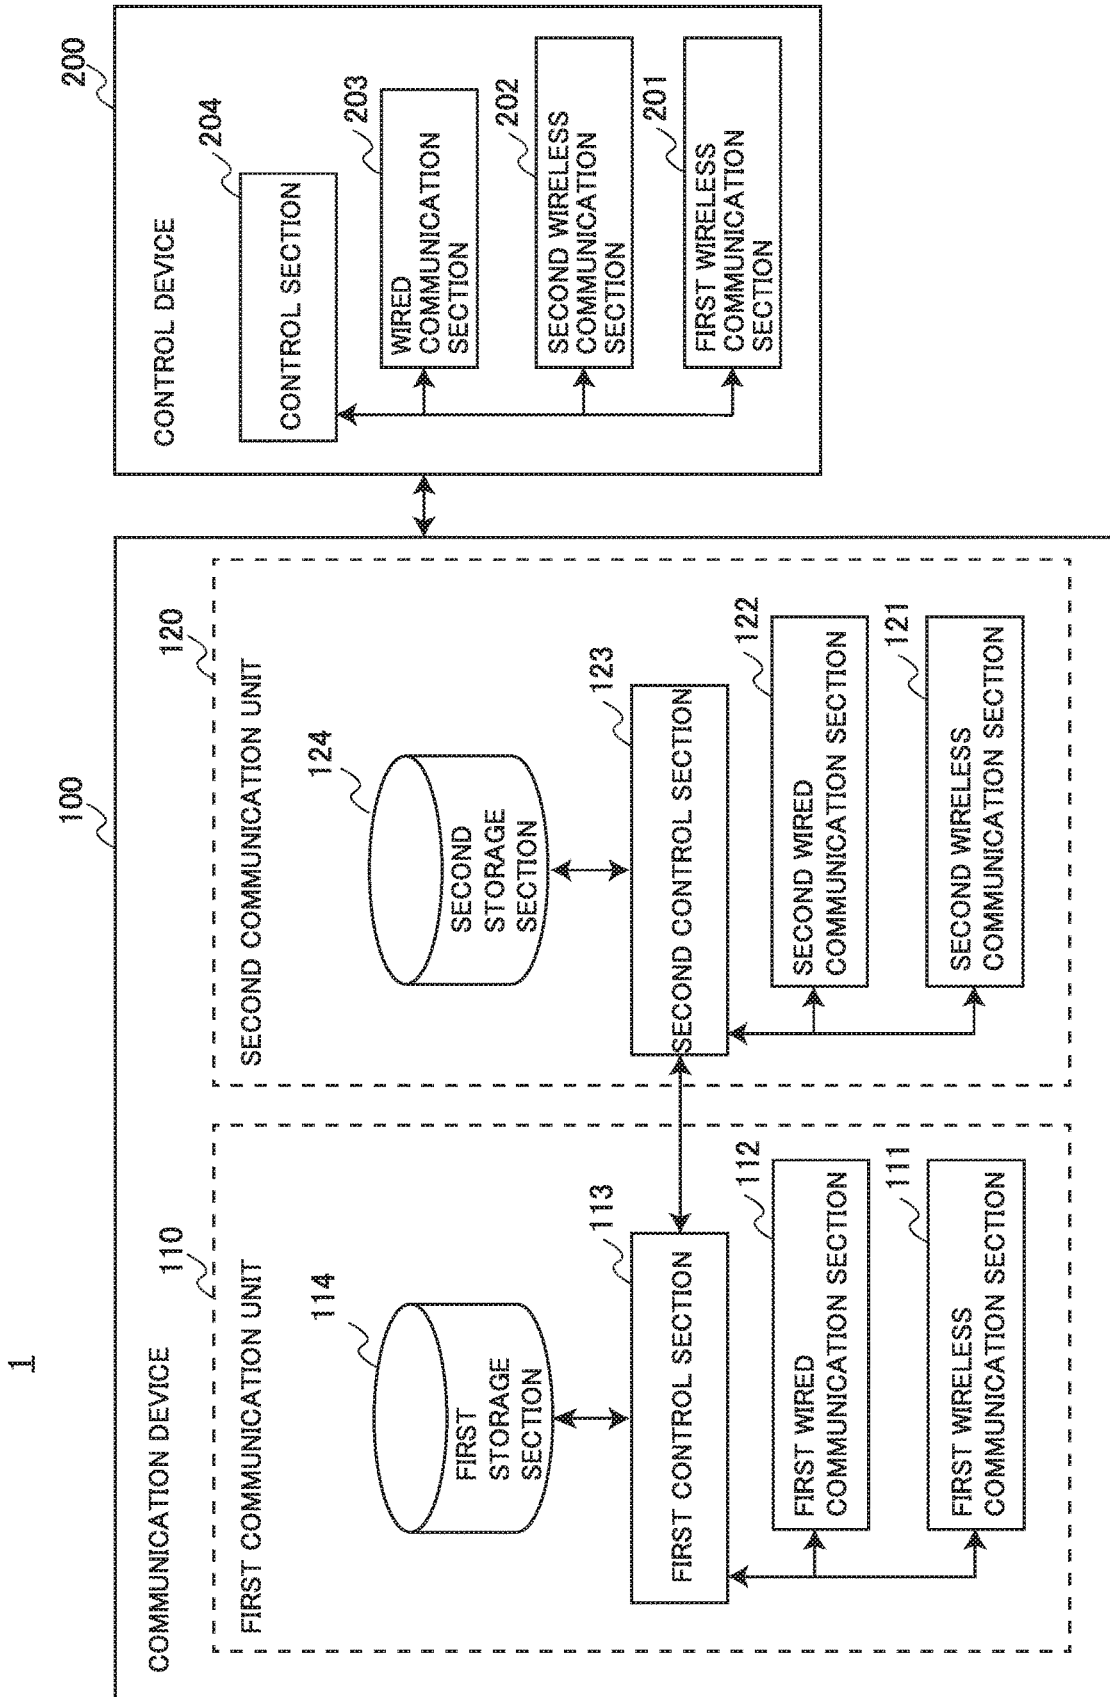 1
100
COMMUNICATION DEVICE
110
FIRST COMMUNICATION UNIT
114
FIRST
STORAGE
SECTION
113
FIRST CONTROL SECTION
112
FIRST WIRED
COMMUNICATION SECTION
111
FIRST WIRELESS
COMMUNICATION SECTION
120
SECOND COMMUNICATION UNIT
124
SECOND
STORAGE
SECTION
123
SECOND CONTROL SECTION
122
SECOND WIRED
COMMUNICATION SECTION
121
SECOND WIRELESS
COMMUNICATION SECTION
200
CONTROL DEVICE
204
CONTROL SECTION
203
WIRED
COMMUNICATION
SECTION
202
SECOND WIRELESS
COMMUNICATION
SECTION
201
FIRST WIRELESS
COMMUNICATION
SECTION